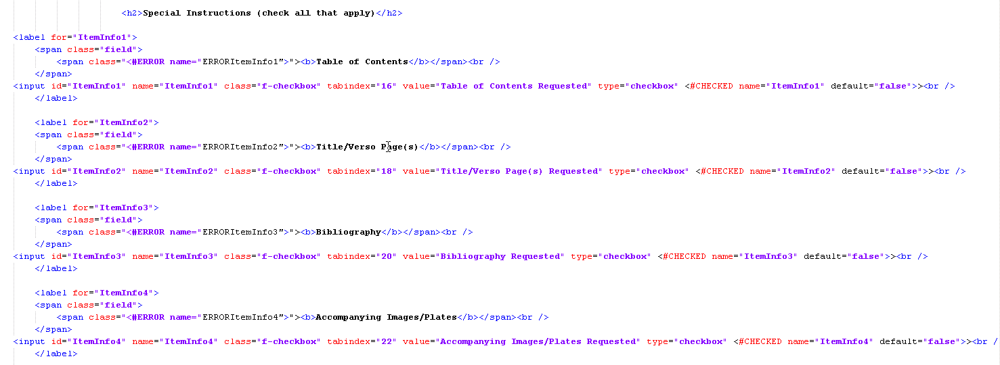 <h2>Special Instructions (check all that apply)</h2>
<label for="ItemInfo1">
<span class="field">
<span class="<#ERROR name="ERRORItemInfo1">"><b>Table of Contents</b></span><br />
</span>
<input id="ItemInfo1" name="ItemInfo1" class="f-checkbox" tabindex="16" value="Table of Contents Requested" type="checkbox" <#CHECKED name="ItemInfo1" default="false">><br />
</label>
<label for="ItemInfo2">
<span class="field">
<span class="<#ERROR name="ERRORItemInfo2">"><b>Title/Verso Page(s)</b></span><br />
</span>
<input id="ItemInfo2" name="ItemInfo2" class="f-checkbox" tabindex="18" value="Title/Verso Page(s) Requested" type="checkbox" <#CHECKED name="ItemInfo2" default="false">><br />
</label>
<label for="ItemInfo3">
<span class="field">
<span class="<#ERROR name="ERRORItemInfo3">"><b>Bibliography</b></span><br />
</span>
<input id="ItemInfo3" name="ItemInfo3" class="f-checkbox" tabindex="20" value="Bibliography Requested" type="checkbox" <#CHECKED name="ItemInfo3" default="false">><br />
</label>
<label for="ItemInfo4">
<span class="field">
<span class="<#ERROR name="ERRORItemInfo4">"><b>Accompanying Images/Plates</b></span><br />
</span>
<input id="ItemInfo4" name="ItemInfo4" class="f-checkbox" tabindex="22" value="Accompanying Images/Plates Requested" type="checkbox" <#CHECKED name="ItemInfo4" default="false">><br /
</label>